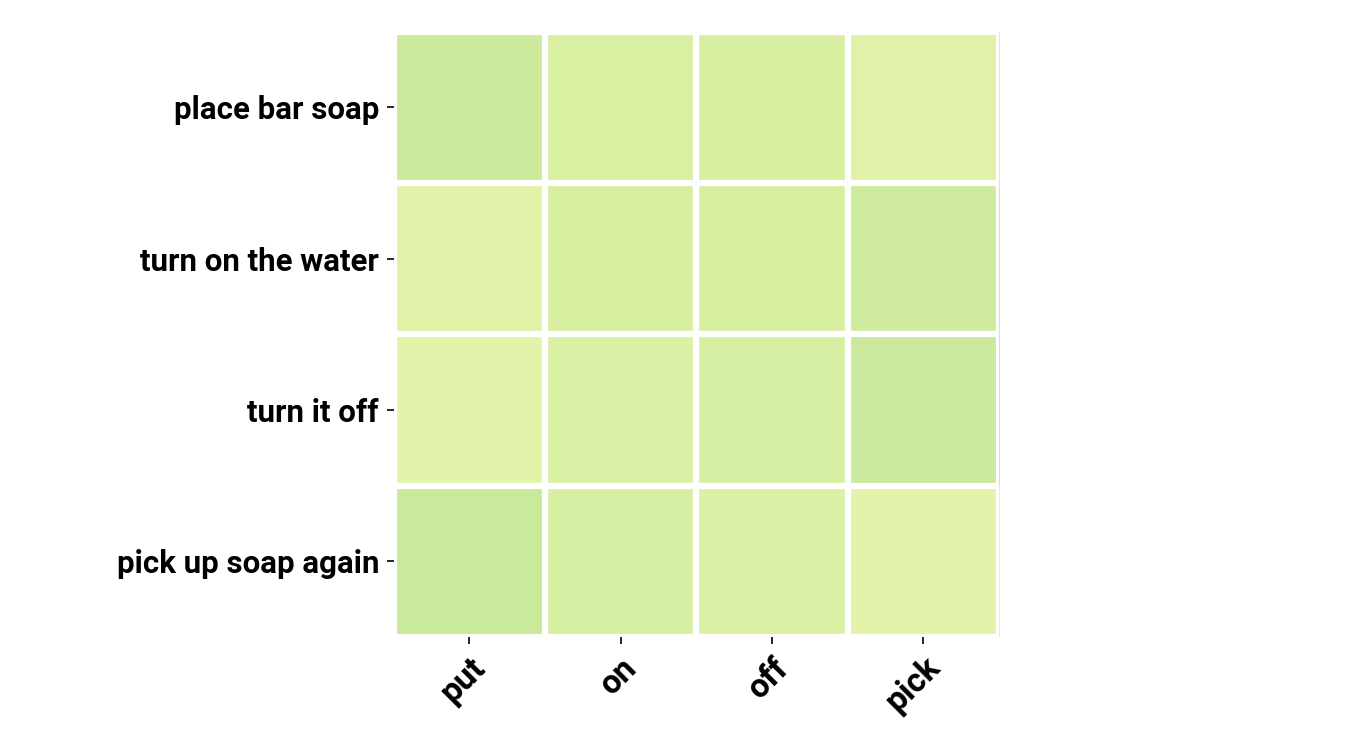 place bar soap
turn on the water
turn it off
pick up soap again
put
on
off
pick